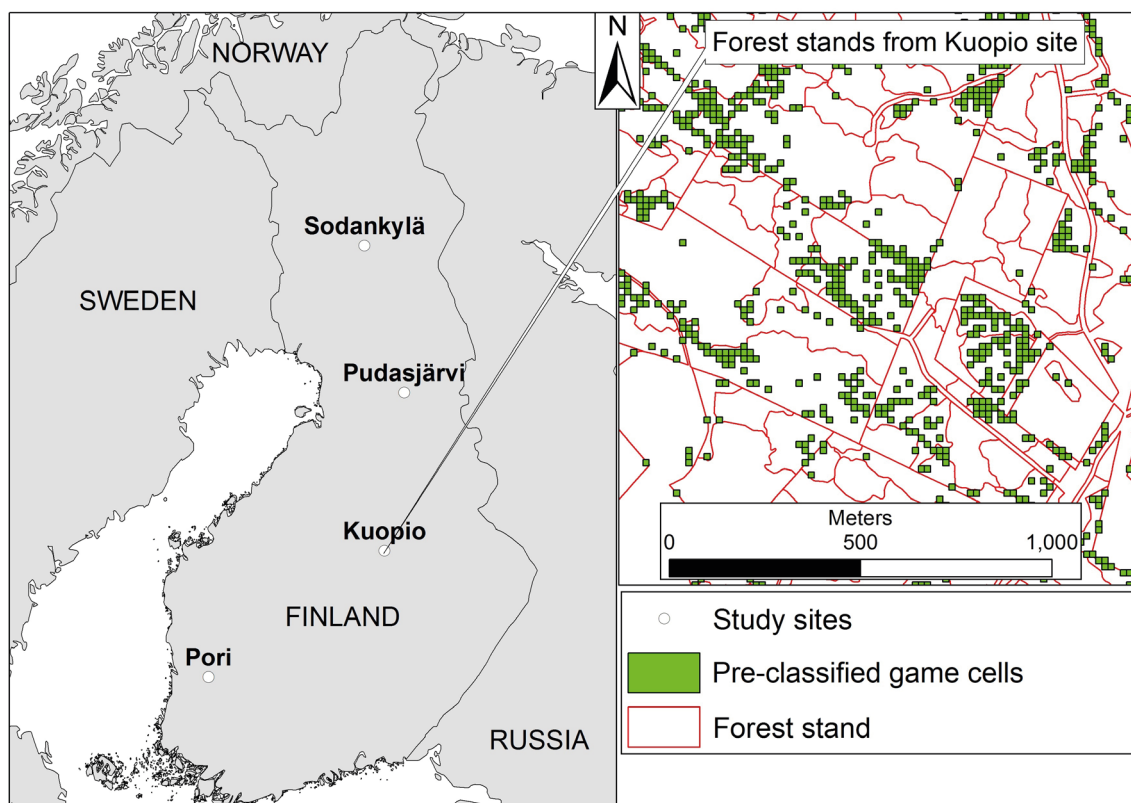 NORWAY
Sodankylä
SWEDEN
Pudasjärvi
Kuopio
FINLAND
Pori
RUSSIA
N
Forest stands from Kuopio site
Meters
0 500 1,000
Study sites
Pre-classified game cells
Forest stand